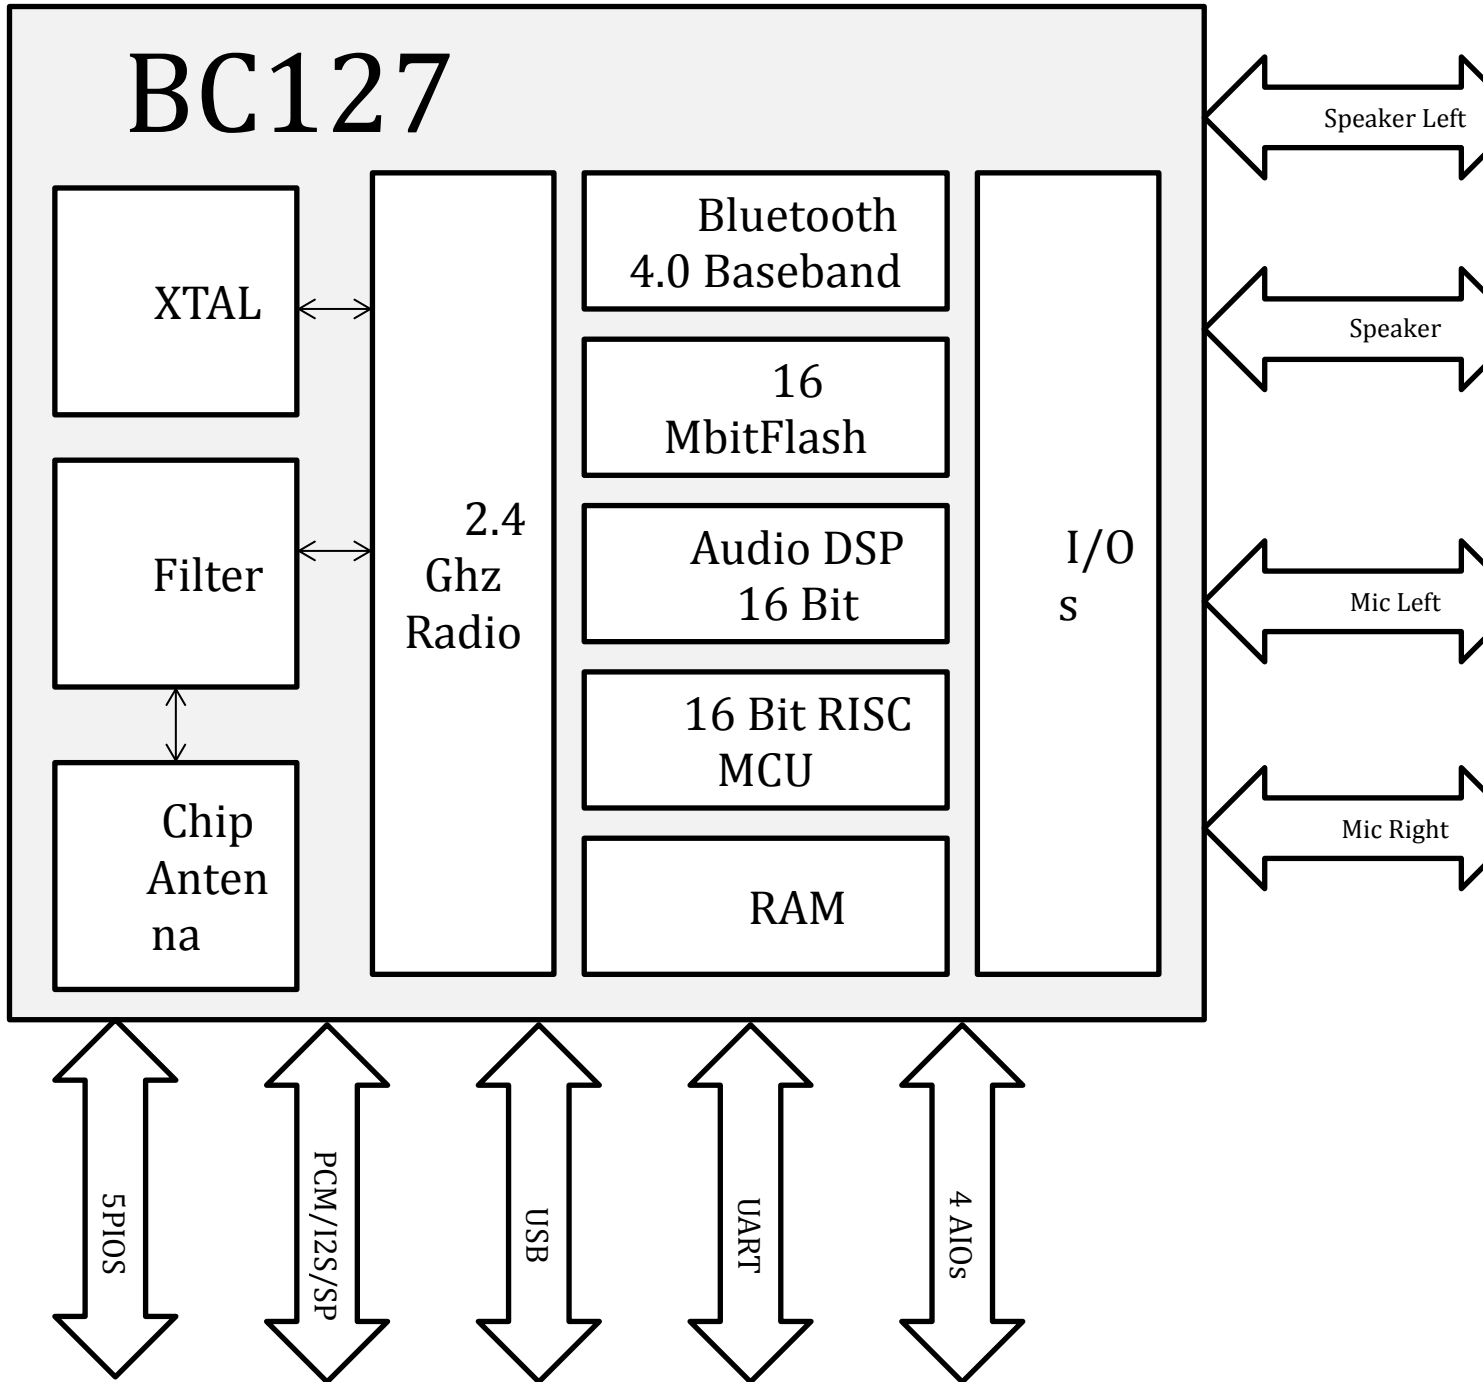 BC127
XTAL
Filter
Chip
Anten
na
2.4
Ghz
Radio
Bluetooth
4.0 Baseband
16
MbitFlash
Audio DSP
16 Bit
16 Bit RISC
MCU
RAM
I/O
s
Speaker Left
Speaker
Mic Left
Mic Right
5PIOS
PCM/I2S/SP
USB
UART
4 AIOs